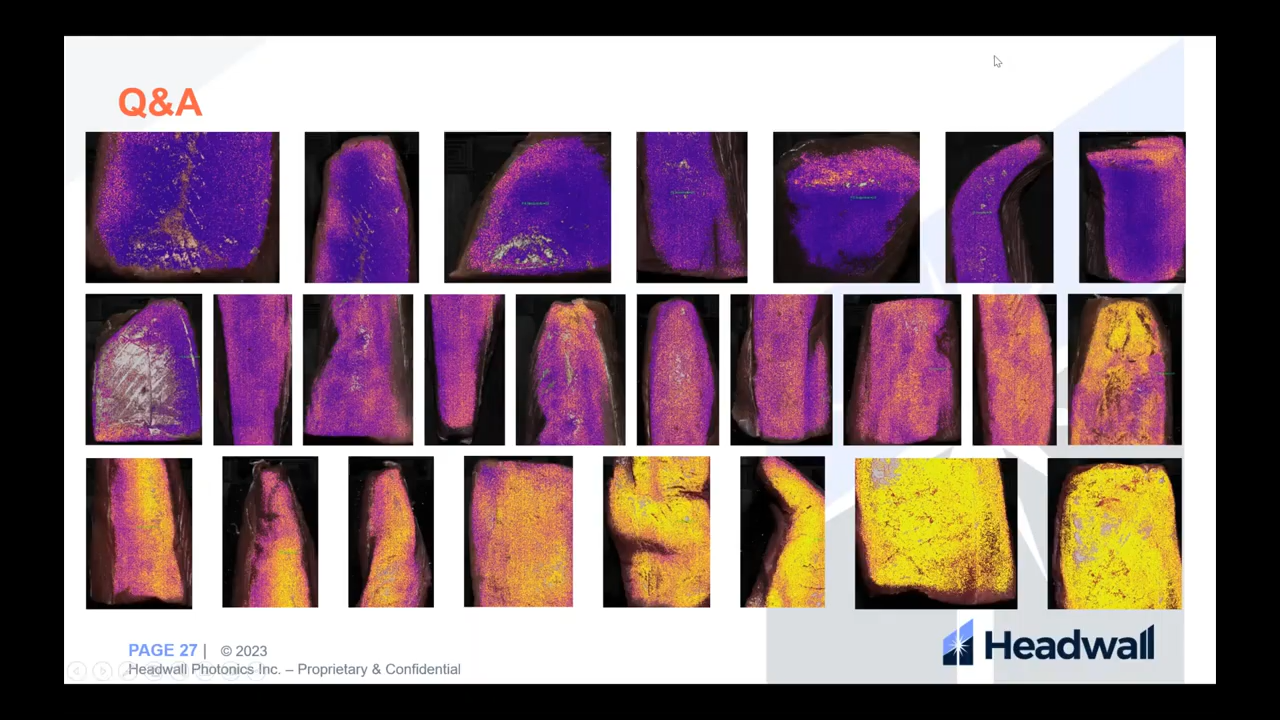 Q&A
PAGE 27 | © 2023
Headwall Photonics Inc. – Proprietary & Confidential
Headwall